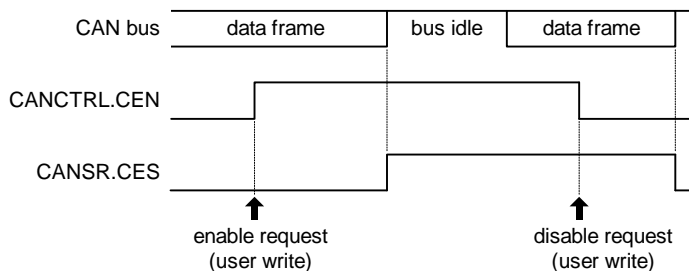 CAN bus
data frame
bus idle
data frame
CANCTRL.CEN
CANSR.CES
enable request
(user write)
disable request
(user write)